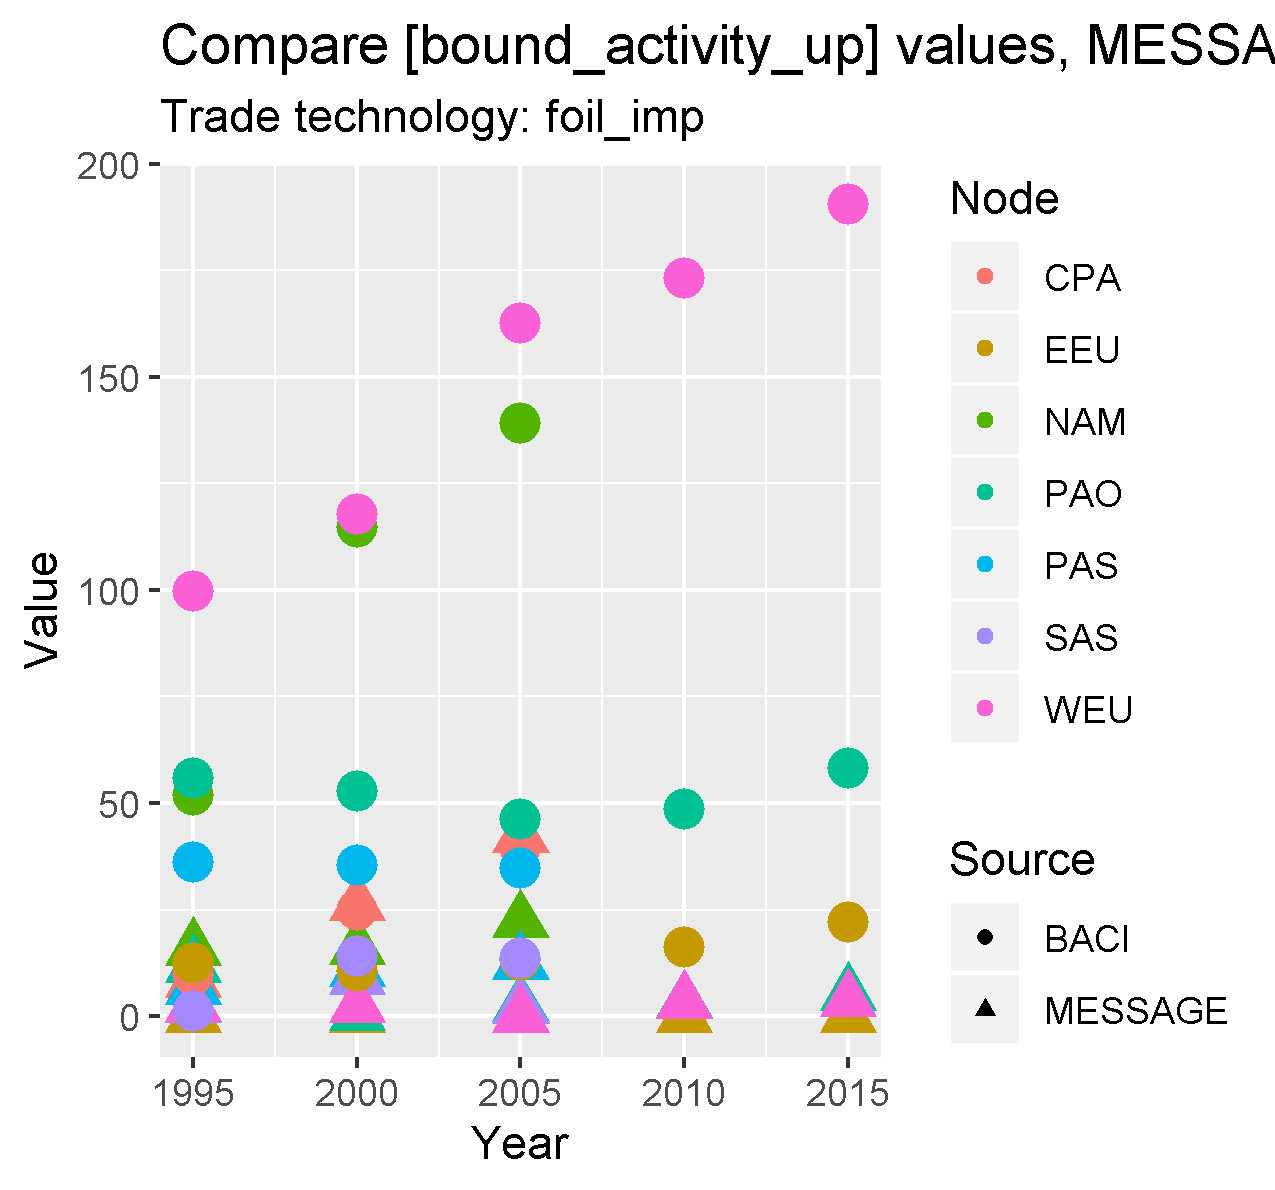 Compare [bound_activity_up] values, MESSA
Trade technology: foil_imp
200
150
100
50
0
Value
1995
2000
2005
2010
2015
Year
Node
CPA
EEU
NAM
PAO
PAS
SAS
WEU
Source
BACI
MESSAGE